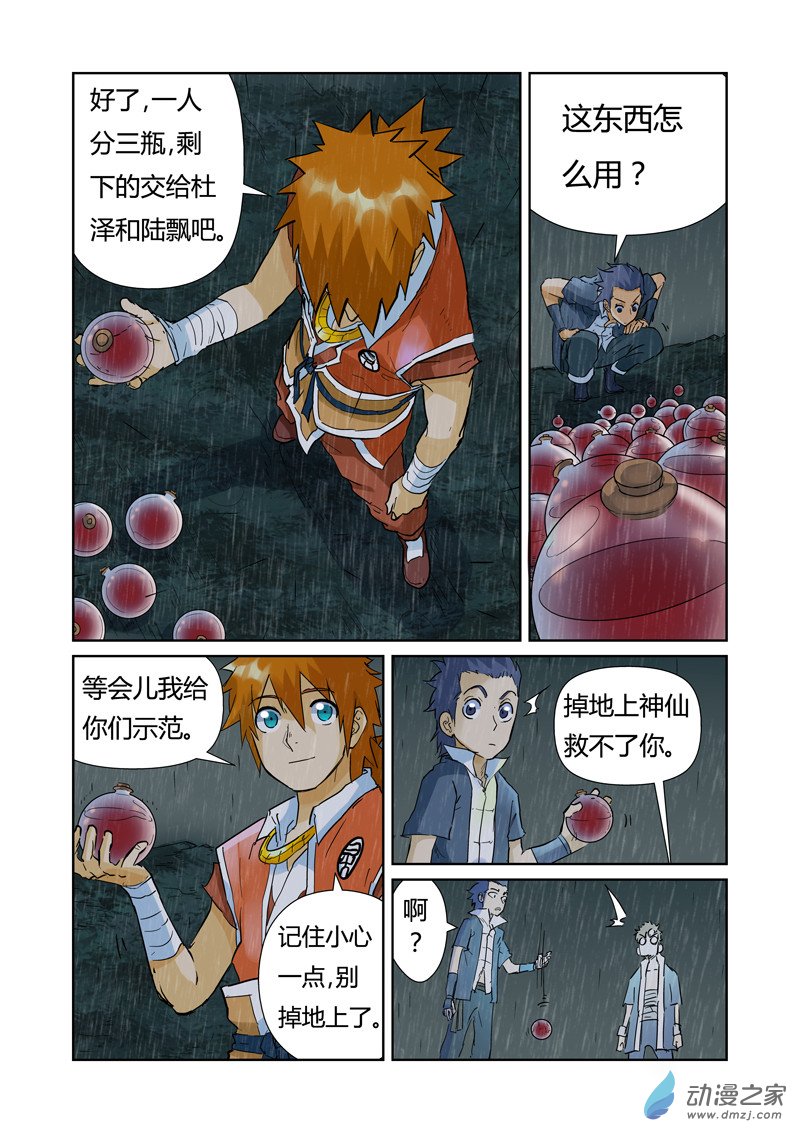 好了，一人
分三瓶，剩
下的交给杜
泽和陆飘吧。
这东西怎
么用？
等会儿我给
你们示范。
记住小心
一点，别
掉地上了。
掉地上神仙
救不了你。
啊
？
动漫之家
www.dmzj.com